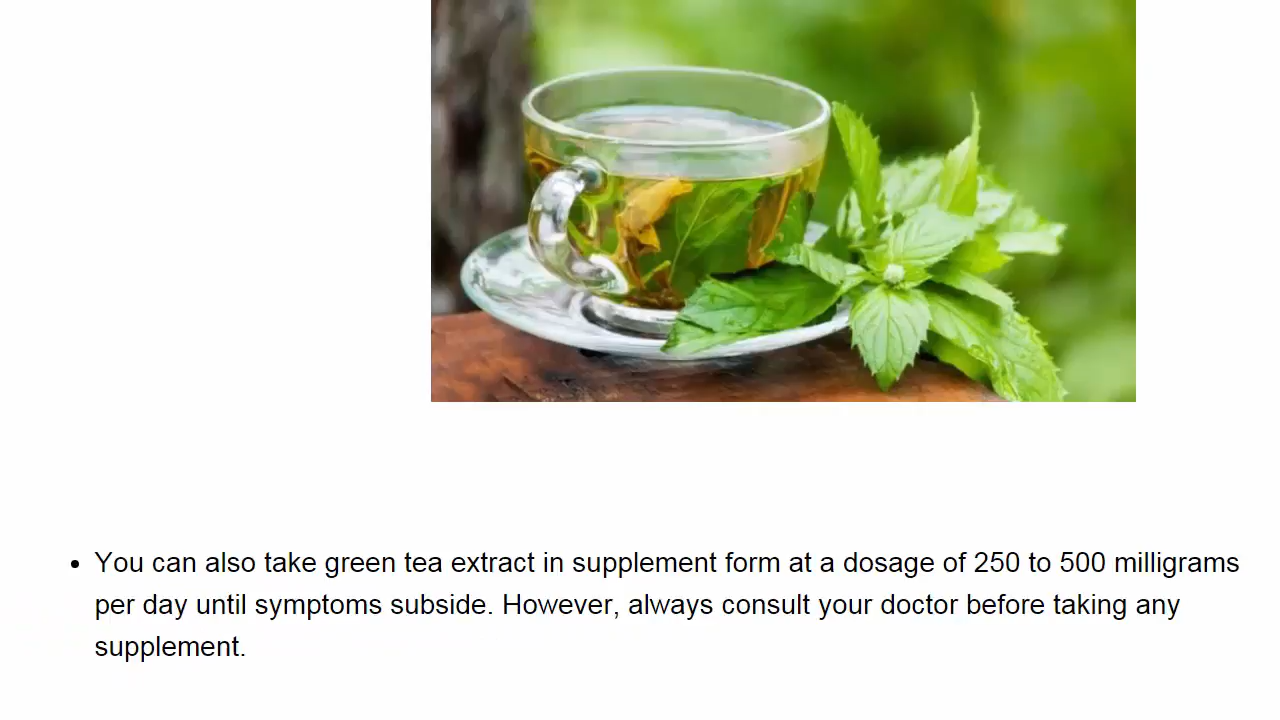 You can also take green tea extract in supplement form at a dosage of 250 to 500 milligrams
per day until symptoms subside. However, always consult your doctor before taking any
supplement.